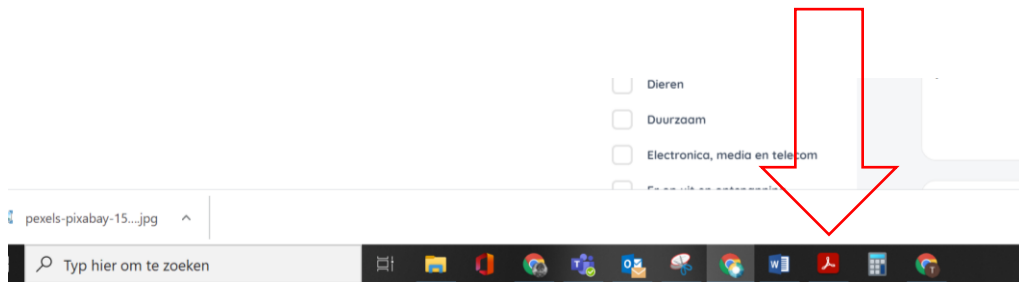 Dieren
Duurzaam
Electronica, media en telecom
pexels-pixabay-15....jpg
Typ hier om te zoeken